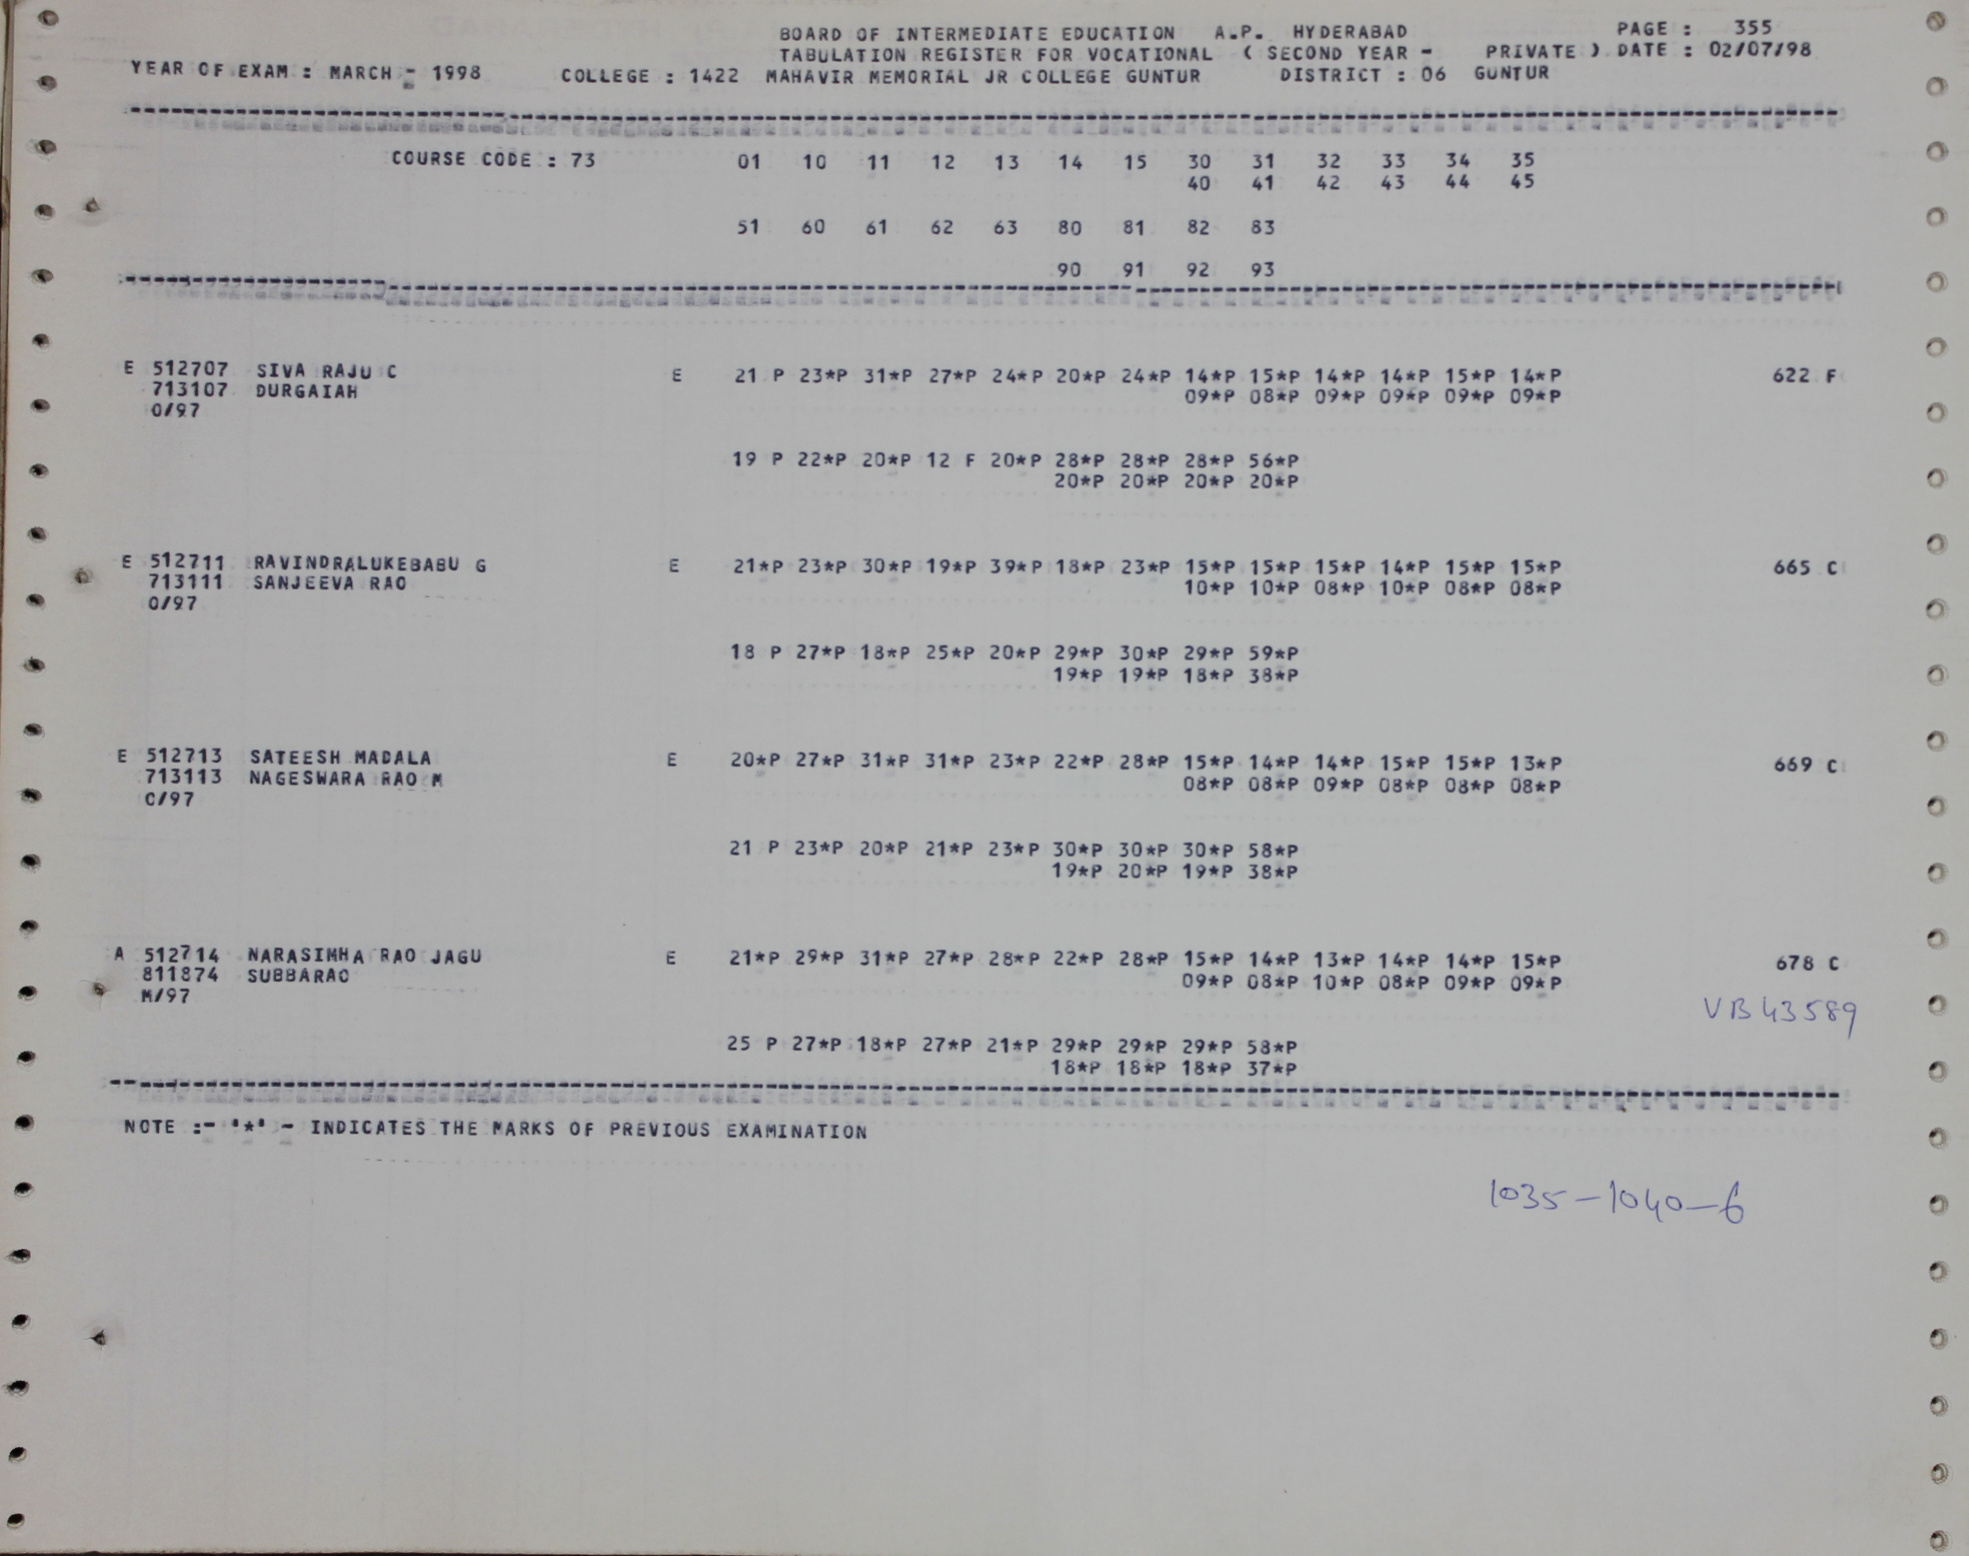 BOARD OF INTERMEDIATE EDUCATION A.P. HYDERABAD PAGE : 355
TABULATION REGISTER FOR VOCATIONAL ( SECOND YEAR - PRIVATE ) DATE : 02/07/98
YEAR OF EXAM : MARCH - 1998 COLLEGE : 1422 MAHAVIR MEMORIAL JR COLLEGE GUNTUR DISTRICT : 06 GUNTUR
COURSE CODE : 73 01 10 11 12 13 14 15 30 31 32 33 34 35
40 41 42 43 44 45
51 60 61 62 63 80 81 82 83
90 91 92 93
E 512707 SIVA RAJU C E 21 P 23*P 31*P 27*P 24*P 20*P 24*P 14*P 15*P 14*P 14*P 15*P 14*P 622 F
713107 DURGAIAH 09*P 08*P 09*P 09*P 09*P 09*P
O/97
19 P 22*P 20*P 12 F 20*P 28*P 28*P 28*P 56*P
20*P 20*P 20*P 20*P
E 512711 RAVINDRALUKEBABU G E 21*P 23*P 30*P 19*P 39*P 18*P 23*P 15*P 15*P 15*P 14*P 15*P 15*P 665 C
713111 SANJEEVA RAO 10*P 10*P 08*P 10*P 08*P 08*P
O/97
18 P 27*P 18*P 25*P 20*P 29*P 30*P 29*P 59*P
19*P 19*P 18*P 38*P
E 512713 SATEESH MADALA E 20*P 27*P 31*P 31*P 23*P 22*P 28*P 15*P 14*P 14*P 15*P 15*P 13*P 669 C
713113 NAGESWARA RAO M 08*P 08*P 09*P 08*P 08*P 08*P
O/97
21 P 23*P 20*P 21*P 23*P 30*P 30*P 30*P 58*P
19*P 20*P 19*P 38*P
A 512714 NARASIMHA RAO JAGU E 21*P 29*P 31*P 27*P 28*P 22*P 28*P 15*P 14*P 13*P 14*P 14*P 15*P 678 C
811874 SUBBARAO 09*P 08*P 10*P 08*P 09*P 09*P
M/97 VB 43589
25 P 27*P 18*P 27*P 21*P 29*P 29*P 29*P 58*P
18*P 18*P 18*P 37*P
NOTE :- '*' - INDICATES THE MARKS OF PREVIOUS EXAMINATION
1035-1040-6